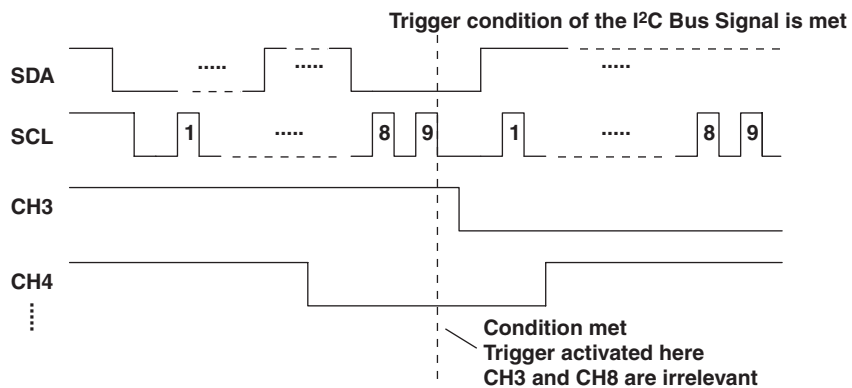 Trigger condition of the I²C Bus Signal is met
SDA ..... ..... .....
SCL 1 ..... 8 9 1 ..... 8 9
CH3
CH4
Condition met
Trigger activated here
CH3 and CH8 are irrelevant